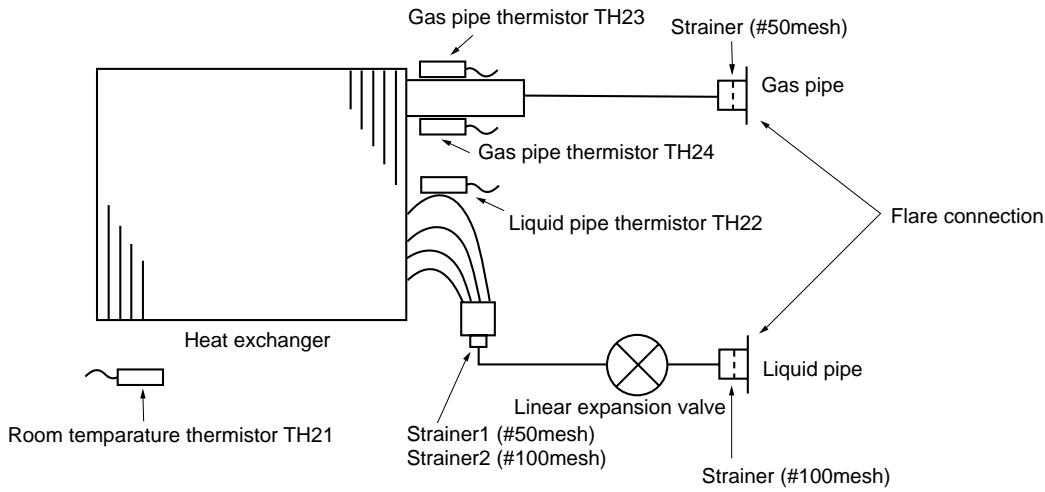 Gas pipe thermistor TH23
Strainer (#50mesh)
Gas pipe
Gas pipe thermistor TH24
Liquid pipe thermistor TH22
Flare connection
Heat exchanger
Liquid pipe
Linear expansion valve
Room temparature thermistor TH21
Strainer1 (#50mesh)
Strainer2 (#100mesh)
Strainer (#100mesh)